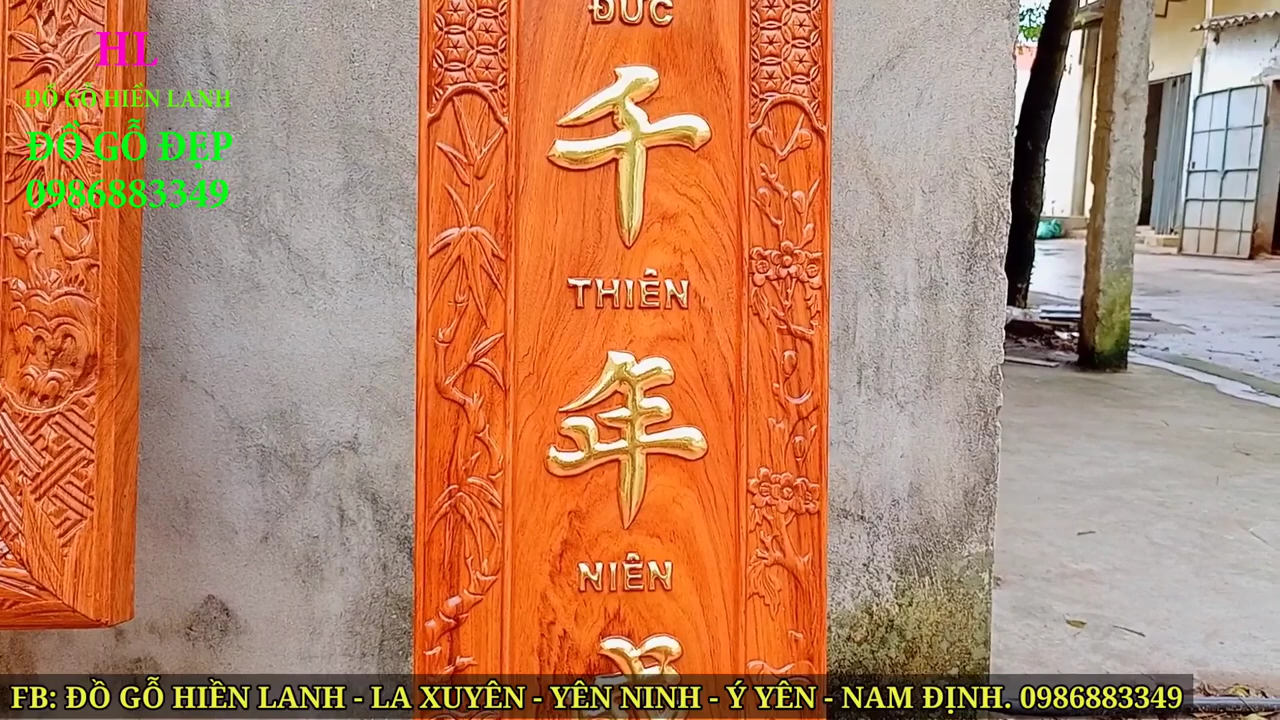 HL
ĐỒ GỖ HIỀN LANH
ĐỒ GỖ ĐẸP
0986883349
ĐỨC
千
THIÊN
年
NIÊN
FB: ĐỒ GỖ HIỀN LANH - LA XUYÊN - YÊN NINH - Ý YÊN - NAM ĐỊNH. 0986883349